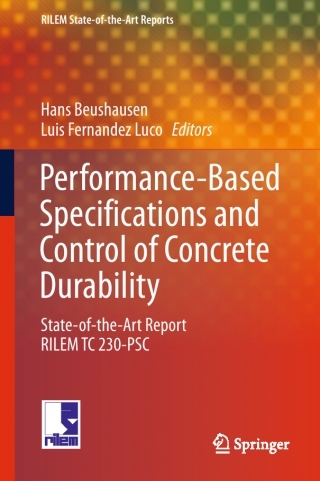 RILEM State-of-the-Art Reports
Hans Beushausen
Luis Fernandez Luco Editors
Performance-Based
Specifications and
Control of Concrete
Durability
State-of-the-Art Report
RILEM TC 230-PSC
rilem
Springer